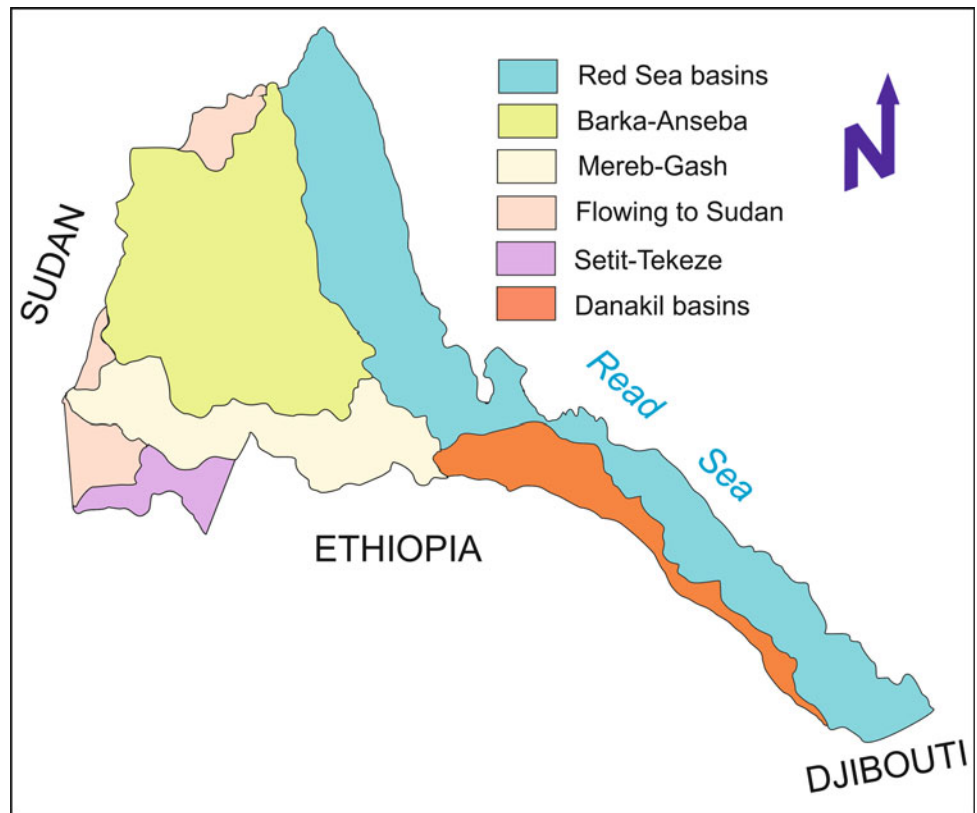 Red Sea basins
Barka-Anseba
Mereb-Gash
Flowing to Sudan
Setit-Tekeze
Danakil basins
N
SUDAN
Read Sea
ETHIOPIA
DJIBOUTI